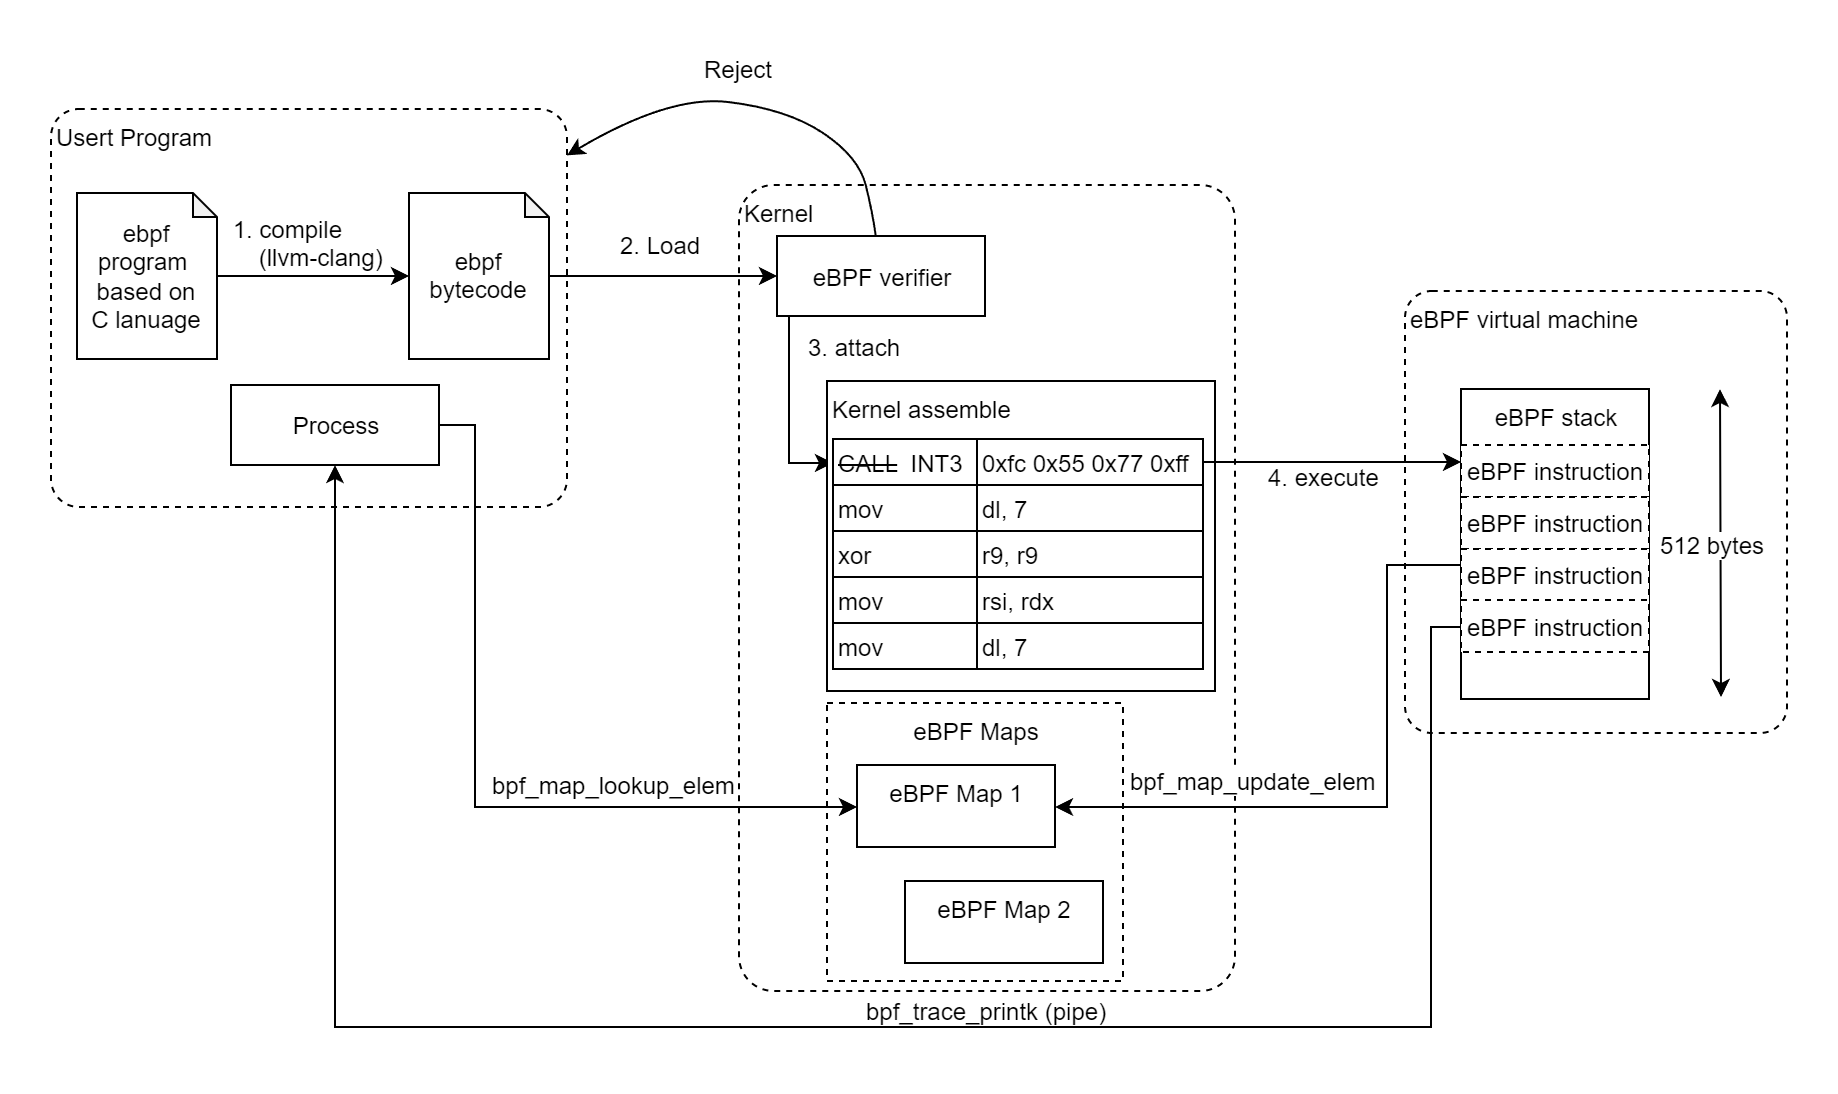 Reject
Usert Program
ebpf
program
based on
C lanuage
1. compile
(llvm-clang)
ebpf
bytecode
2. Load
Process
Kernel
eBPF verifier
3. attach
Kernel assemble
CALL INT3 0xfc 0x55 0x77 0xff
mov dl, 7
xor r9, r9
mov rsi, rdx
mov dl, 7
4. execute
eBPF virtual machine
eBPF stack
eBPF instruction
eBPF instruction
eBPF instruction
eBPF instruction
512 bytes
eBPF Maps
bpf_map_lookup_elem
eBPF Map 1
bpf_map_update_elem
eBPF Map 2
bpf_trace_printk (pipe)